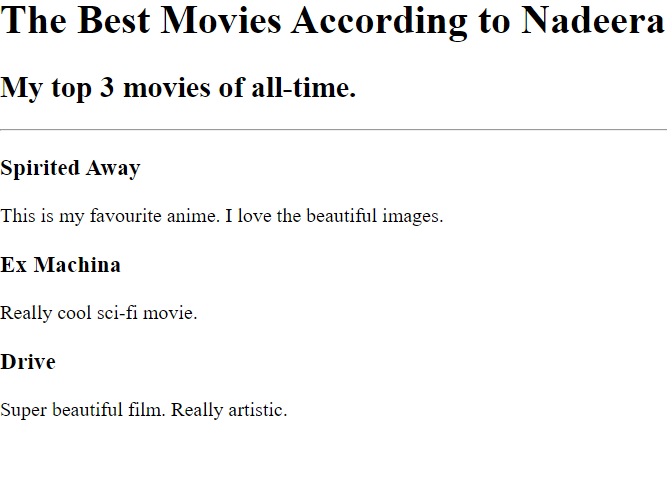 The Best Movies According to Nadeera
My top 3 movies of all-time.
Spirited Away
This is my favourite anime. I love the beautiful images.
Ex Machina
Really cool sci-fi movie.
Drive
Super beautiful film. Really artistic.